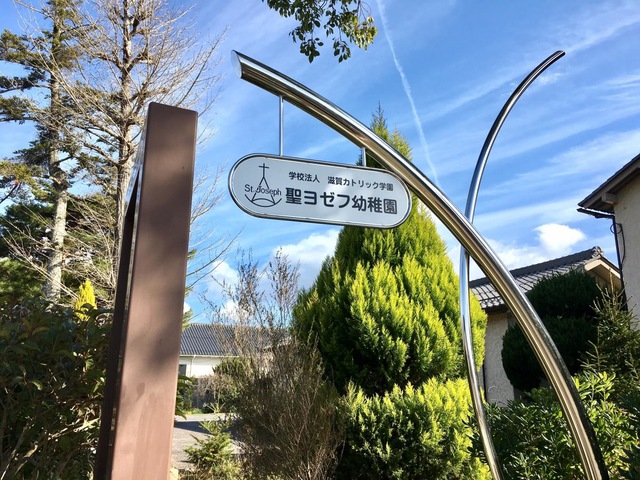 学校法人 滋賀カトリック学園
St.Joseph
聖ヨゼフ幼稚園